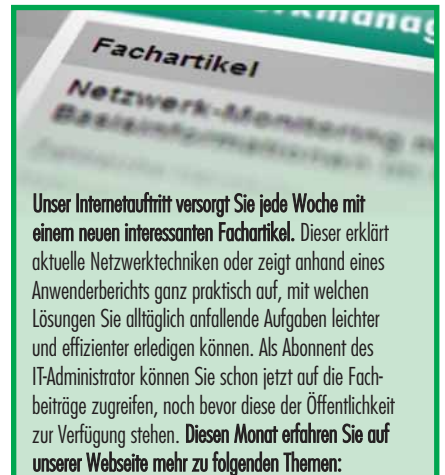 Fachartikel
Netzwerk-Monitoring
Basisinformationen
Unser Internetauftritt versorgt Sie jede Woche mit
einem neuen interessanten Fachartikel. Dieser erklärt
aktuelle Netzwerktechniken oder zeigt anhand eines
Anwenderberichts ganz praktisch auf, mit welchen
Lösungen Sie alltäglich anfallende Aufgaben leichter
und effizienter erledigen können. Als Abonnent des
IT-Administrator können Sie schon jetzt auf die Fach-
beiträge zugreifen, noch bevor diese der Öffentlichkeit
zur Verfügung stehen. Diesen Monat erfahren Sie auf
unserer Webseite mehr zu folgenden Themen: